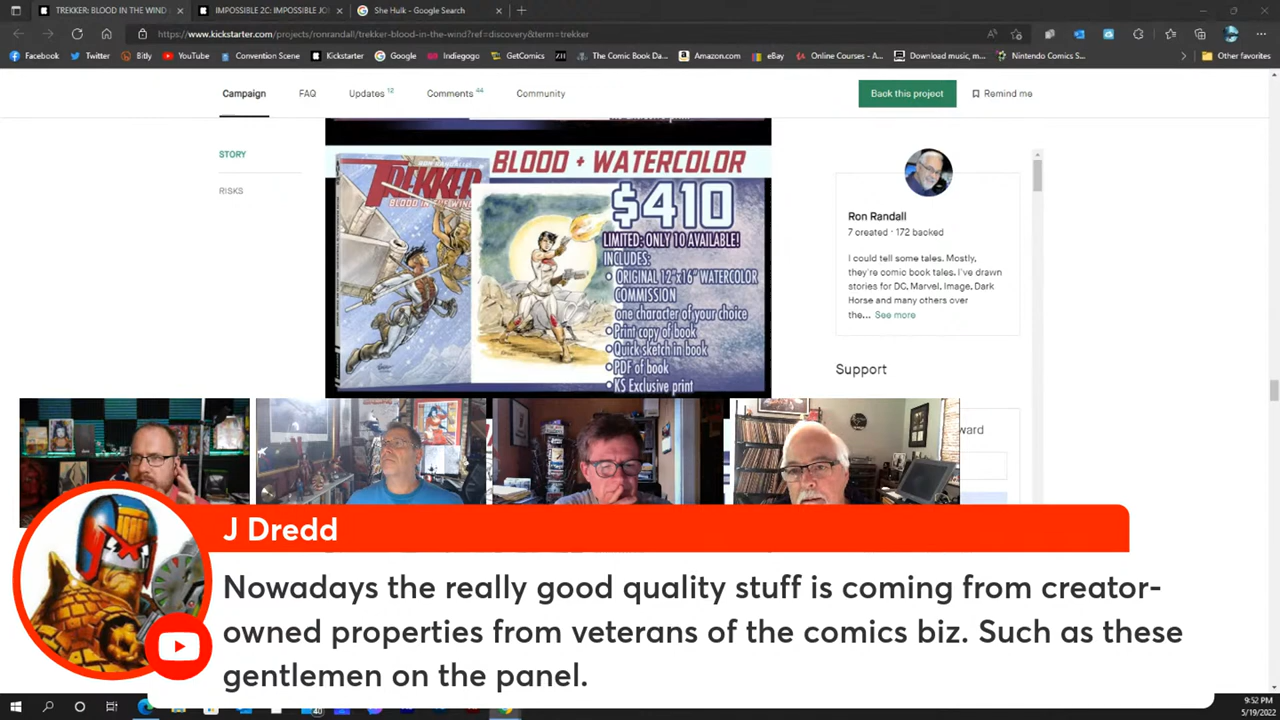 TREKKER: BLOOD IN THE WIND
IMPOSSIBLE 2C: IMPOSSIBLE JO
She Hulk - Google Search
https://www.kickstarter.com/projects/ronrandall/trekker-blood-in-the-wind?ref=discovery&term=trekker
Facebook Twitter Bitly YouTube Convention Scene Kickstarter Google Indiegogo GetComics The Comic Book Da... Amazon.com eBay Online Courses - A... Download music, m... Nintendo Comics S... Other favorites
Campaign FAQ Updates 12 Comments 44 Community Back this project Remind me
STORY
RISKS
BLOOD + WATERCOLOR
TREKKER
BLOOD IN THE WIND
$410
LIMITED: ONLY 10 AVAILABLE!
INCLUDES:
• ORIGINAL 12"x16" WATERCOLOR
COMMISSION
one character of your choice
• Print copy of book
• Quick sketch in book
• PDF of book
• KS Exclusive print
Ron Randall
7 created · 172 backed
I could tell some tales. Mostly,
they're comic book tales. I've drawn
stories for DC, Marvel, Image, Dark
Horse and many others over
the... See more
Support
ward
J Dredd
Nowadays the really good quality stuff is coming from creator-
owned properties from veterans of the comics biz. Such as these
gentlemen on the panel.
9:52 PM
5/19/2022